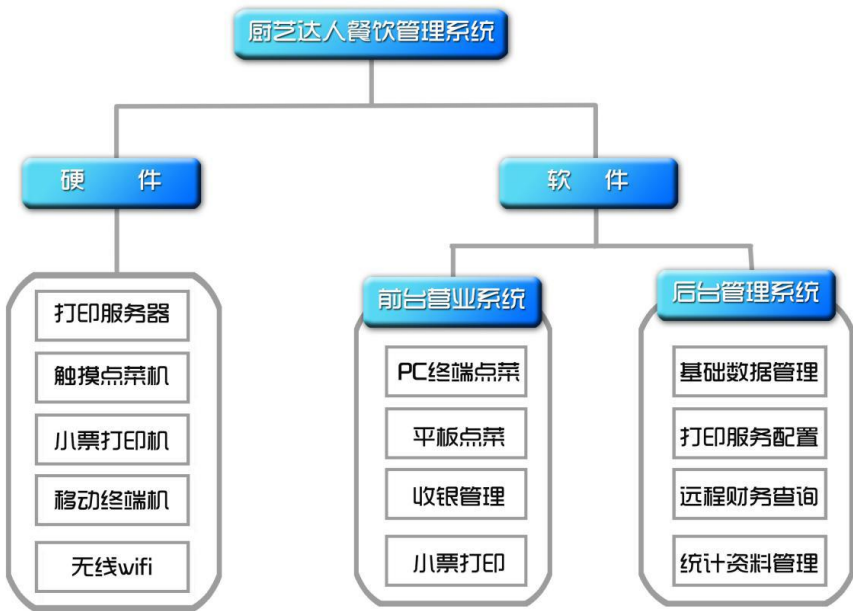 厨艺达人餐饮管理系统
硬 件
软 件
打印服务器
触摸点菜机
小票打印机
移动终端机
无线wifi
前台营业系统
PC终端点菜
平板点菜
收银管理
小票打印
后台管理系统
基础数据管理
打印服务配置
远程财务查询
统计资料管理